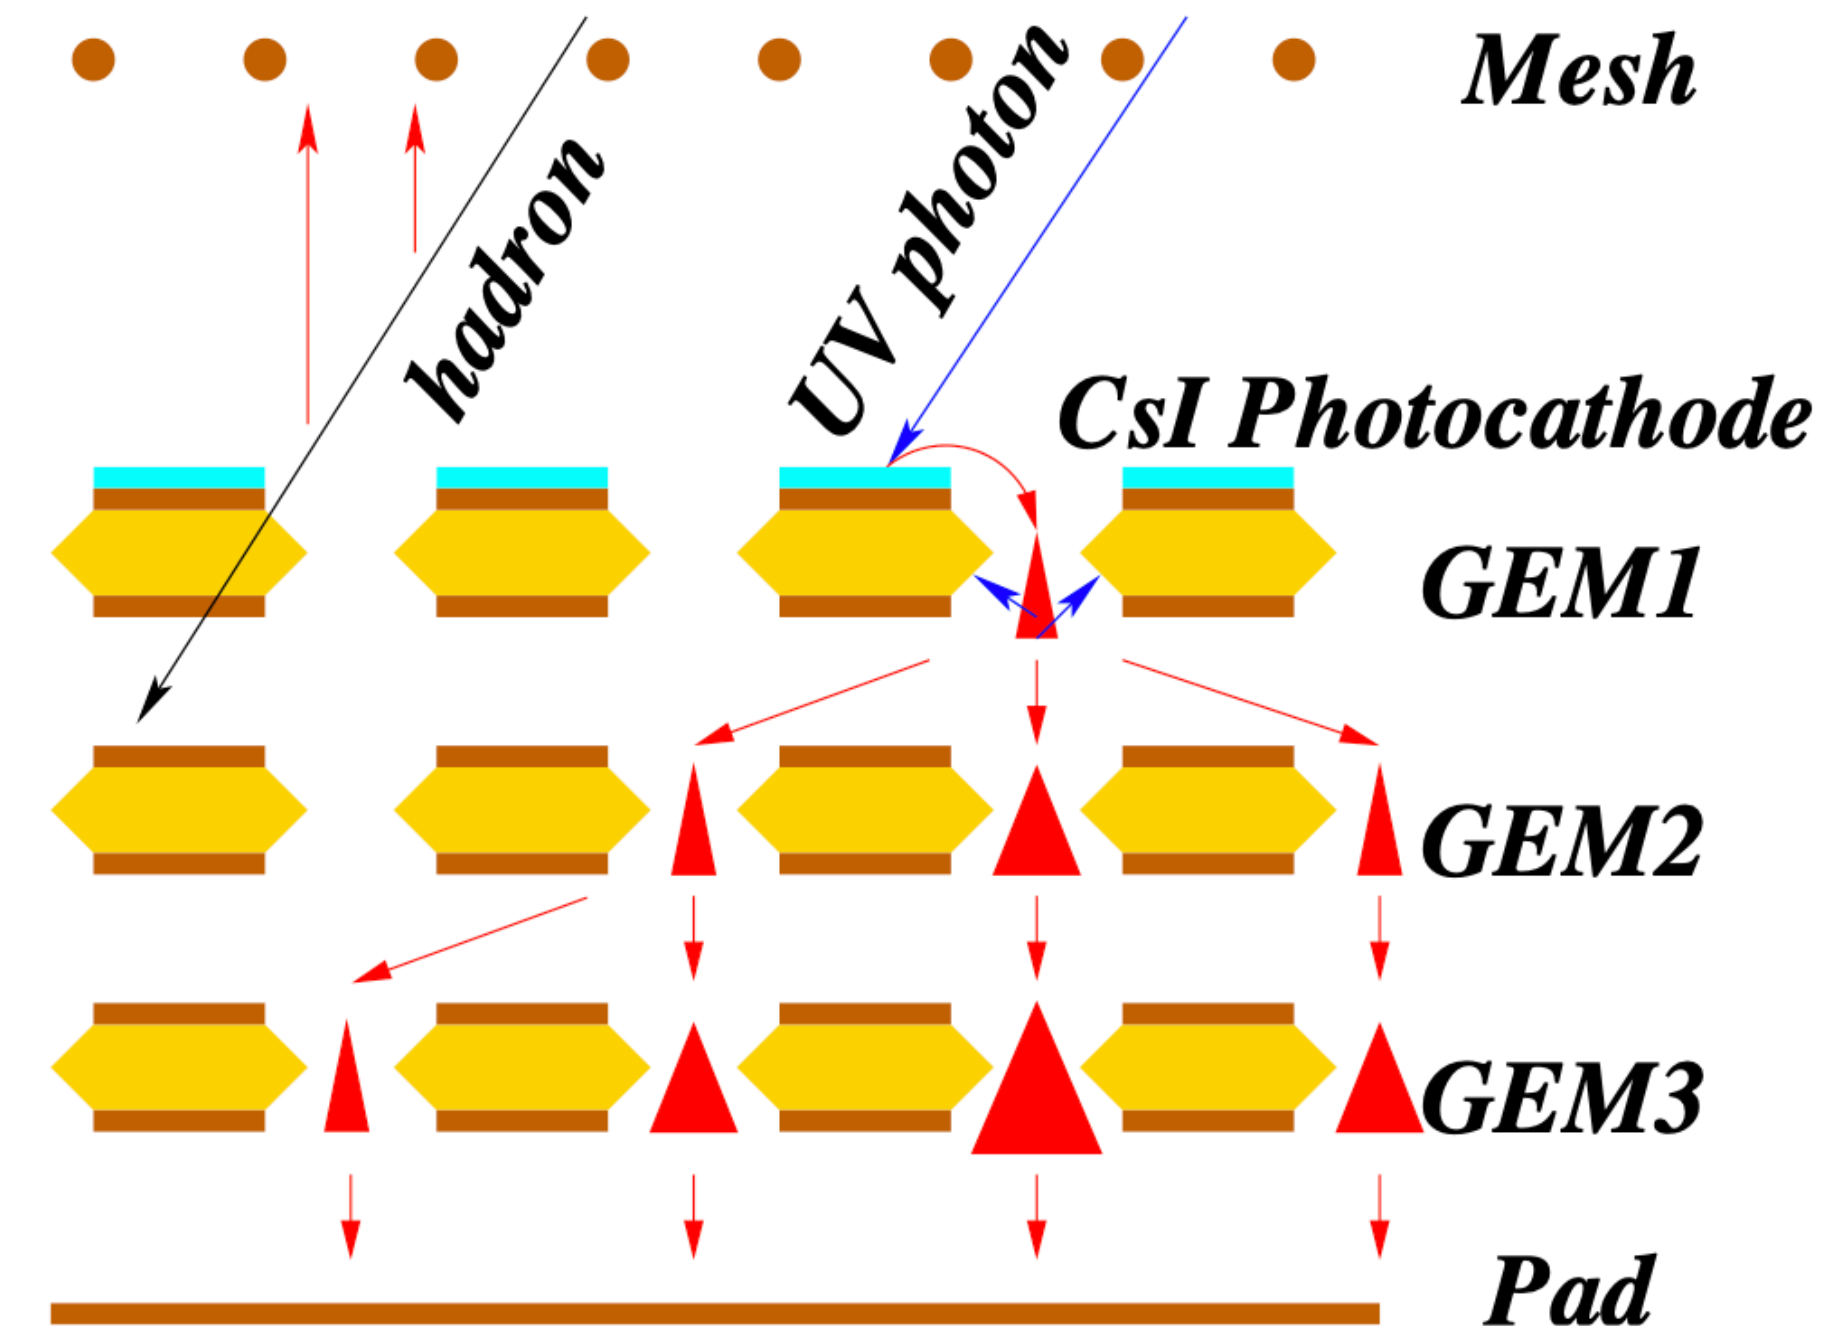 Mesh
hadron
UV photon
CsI Photocathode
GEM1
GEM2
GEM3
Pad